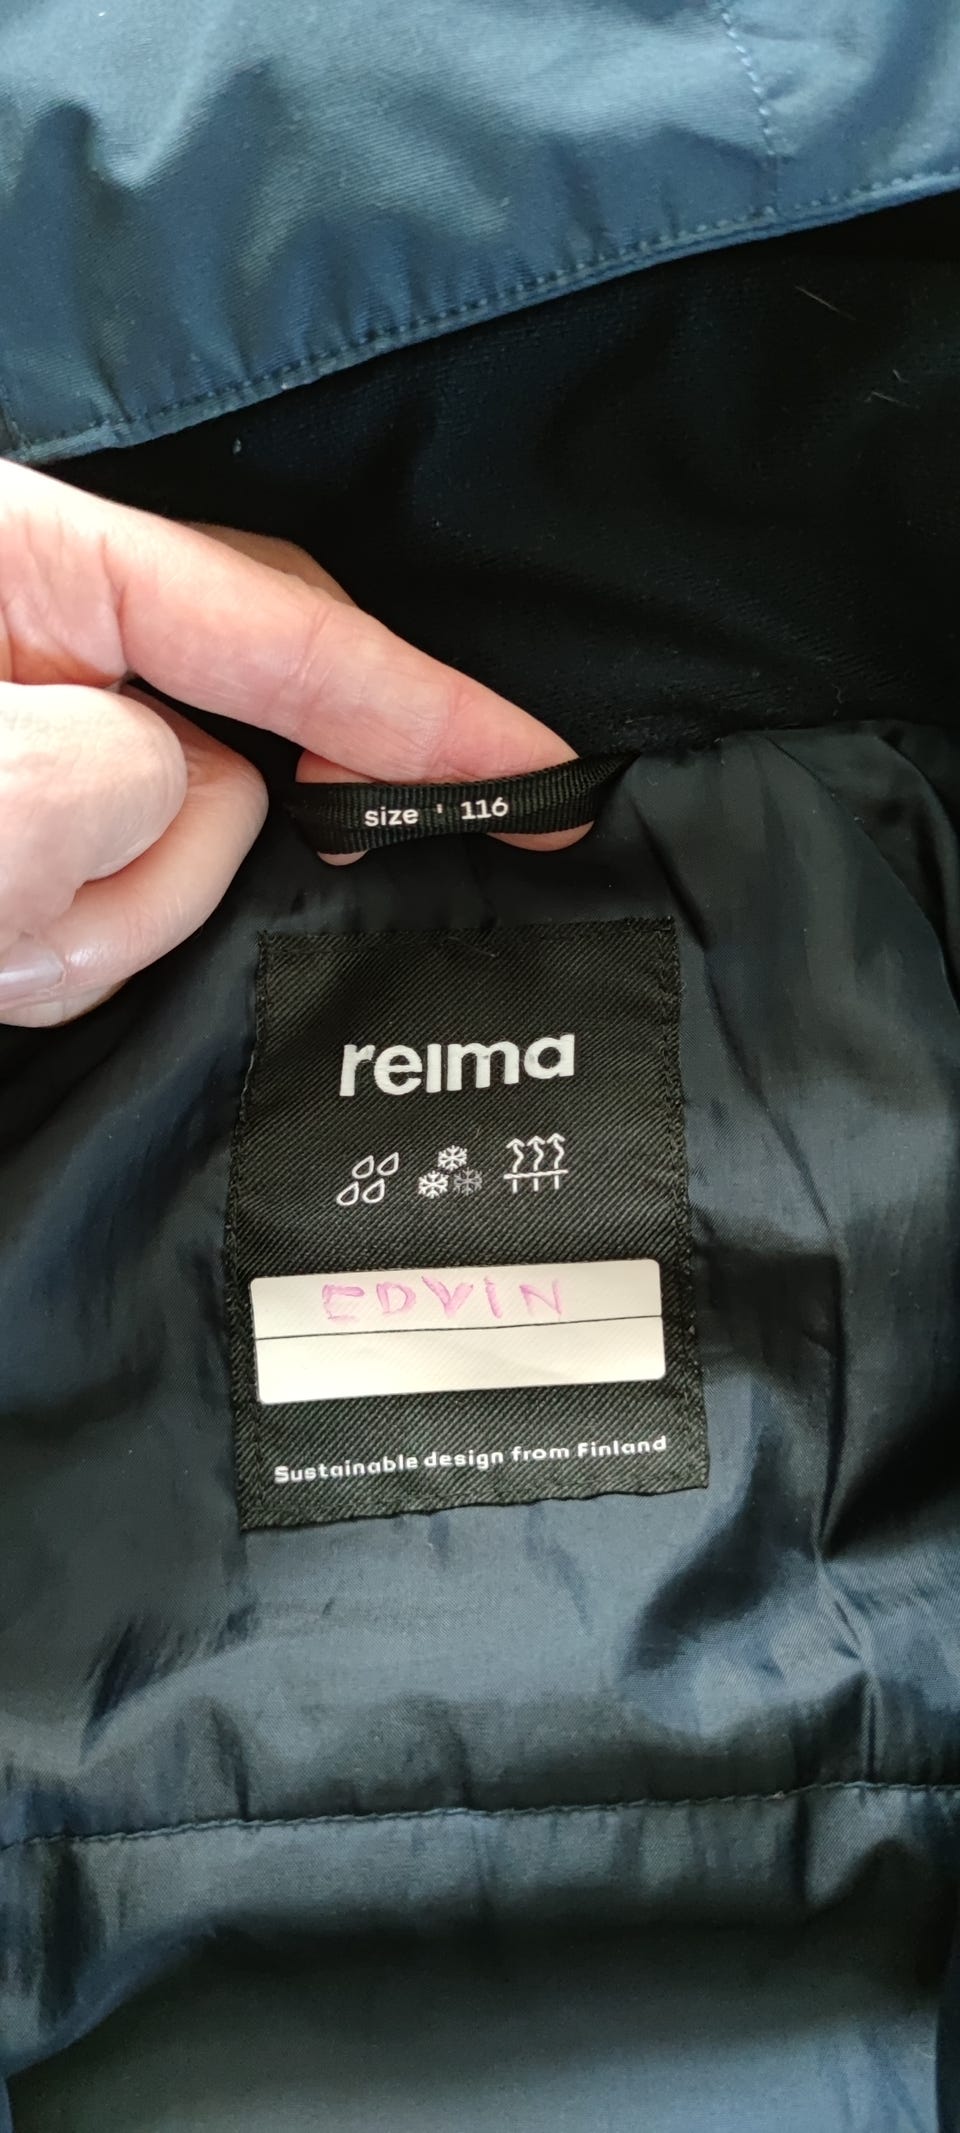 size 116
reima
EDVIN
Sustainable design from Finland